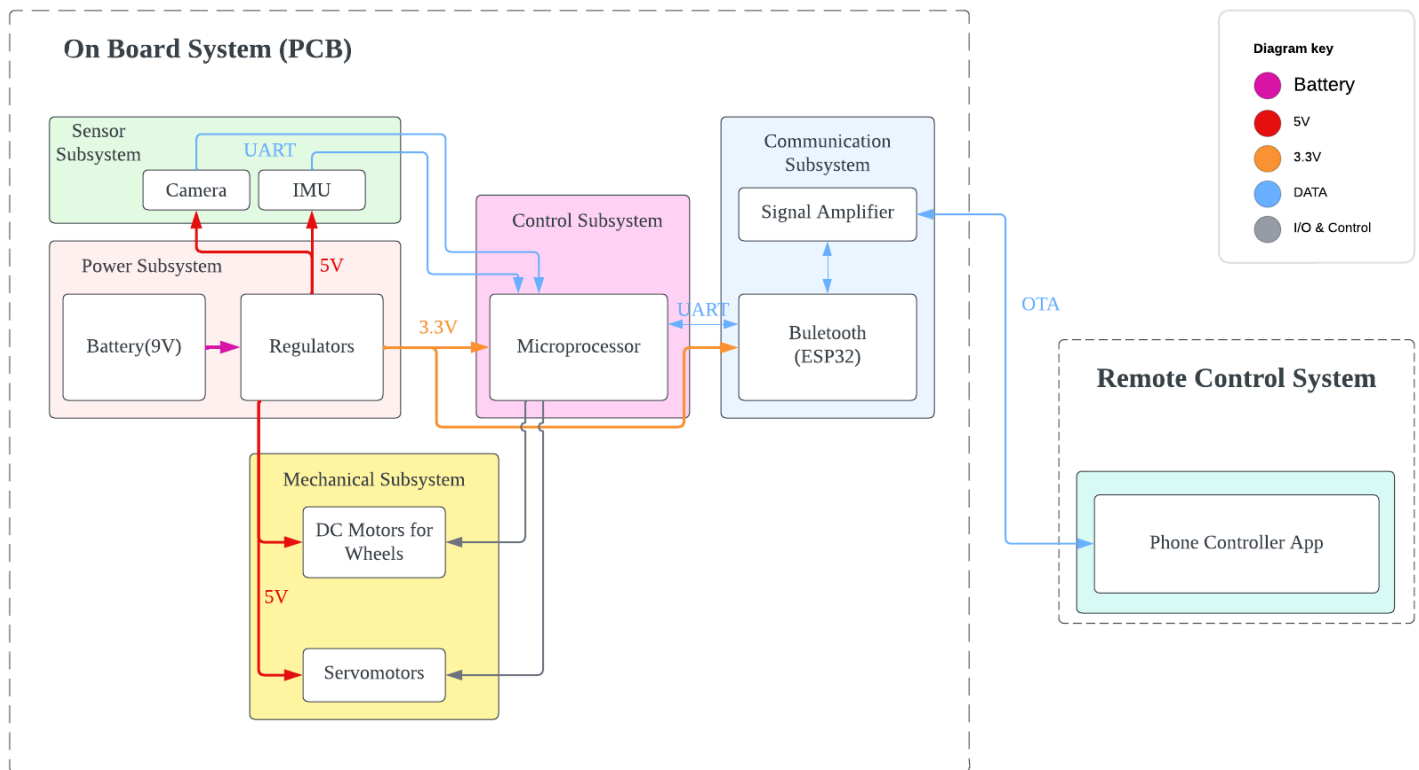 On Board System (PCB)
Diagram key
Battery
5V
3.3V
DATA
I/O & Control
Sensor
Subsystem
UART
Camera
IMU
Power Subsystem
5V
Battery(9V)
Regulators
3.3V
Control Subsystem
Microprocessor
UART
Communication
Subsystem
Signal Amplifier
Buletooth
(ESP32)
OTA
Remote Control System
Phone Controller App
Mechanical Subsystem
DC Motors for
Wheels
5V
Servomotors